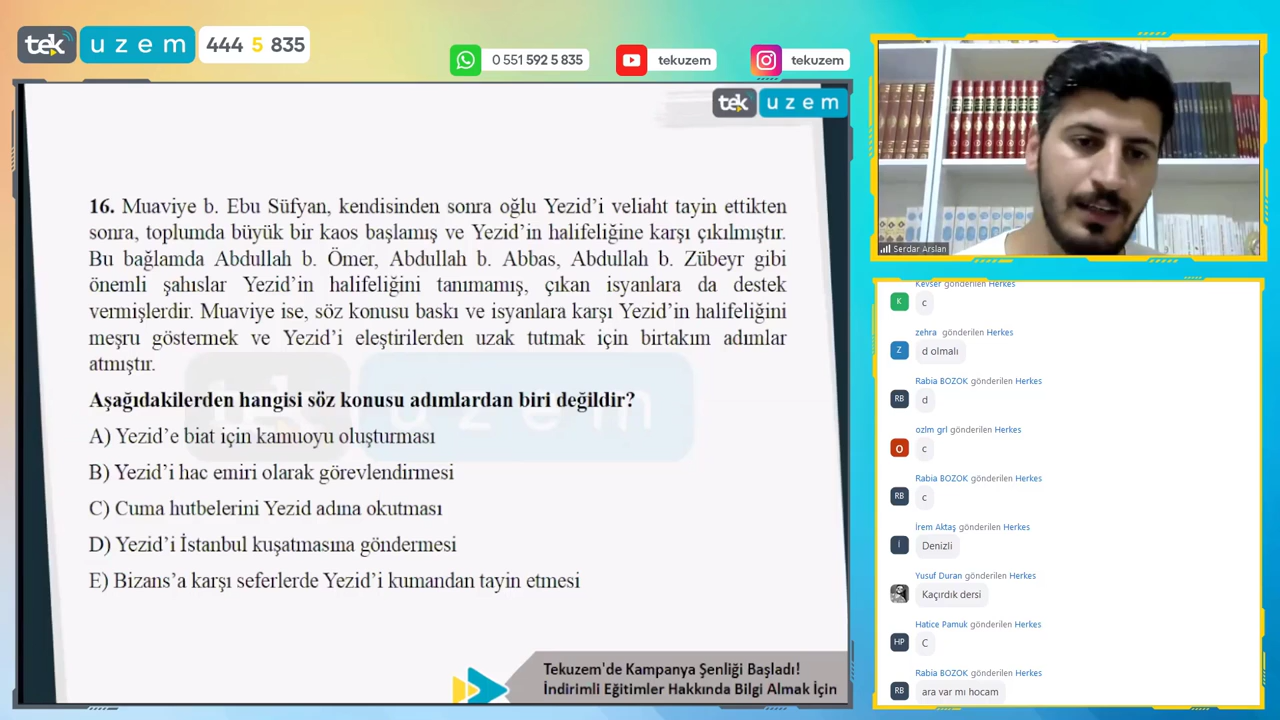 tek uzem 444 5 835
0 551 592 5 835
tekuzem
tekuzem
tek uzem
16. Muaviye b. Ebu Süfyan, kendisinden sonra oğlu Yezid’i veliaht tayin ettikten
sonra, toplumda büyük bir kaos başlamış ve Yezid’in halifeliğine karşı çıkılmıştır.
Bu bağlamda Abdullah b. Ömer, Abdullah b. Abbas, Abdullah b. Zübeyr gibi
önemli şahıslar Yezid’in halifeliğini tanımamış, çıkan isyanlara da destek
vermişlerdir. Muaviye ise, söz konusu baskı ve isyanlara karşı Yezid’in halifeliğini
meşru göstermek ve Yezid’i eleştirilerden uzak tutmak için birtakım adımlar
atmıştır.
Aşağıdakilerden hangisi söz konusu adımlardan biri değildir?
A) Yezid’e biat için kamuoyu oluşturması
B) Yezid’i hac emiri olarak görevlendirmesi
C) Cuma hutbelerini Yezid adına okutması
D) Yezid’i İstanbul kuşatmasına göndermesi
E) Bizans’a karşı seferlerde Yezid’i kumandan tayin etmesi
tek uzem
Tekuzem'de Kampanya Şenliği Başladı!
İndirimli Eğitimler Hakkında Bilgi Almak İçin
Serdar Arslan
Kevser gönderilen Herkes
K
c
zehra gönderilen Herkes
Z
d olmalı
Rabia BOZOK gönderilen Herkes
RB
d
ozlm grl gönderilen Herkes
O
c
Rabia BOZOK gönderilen Herkes
RB
c
İrem Aktaş gönderilen Herkes
İ
Denizli
Yusuf Duran gönderilen Herkes
Kaçırdık dersi
Hatice Pamuk gönderilen Herkes
HP
C
Rabia BOZOK gönderilen Herkes
RB
ara var mı hocam